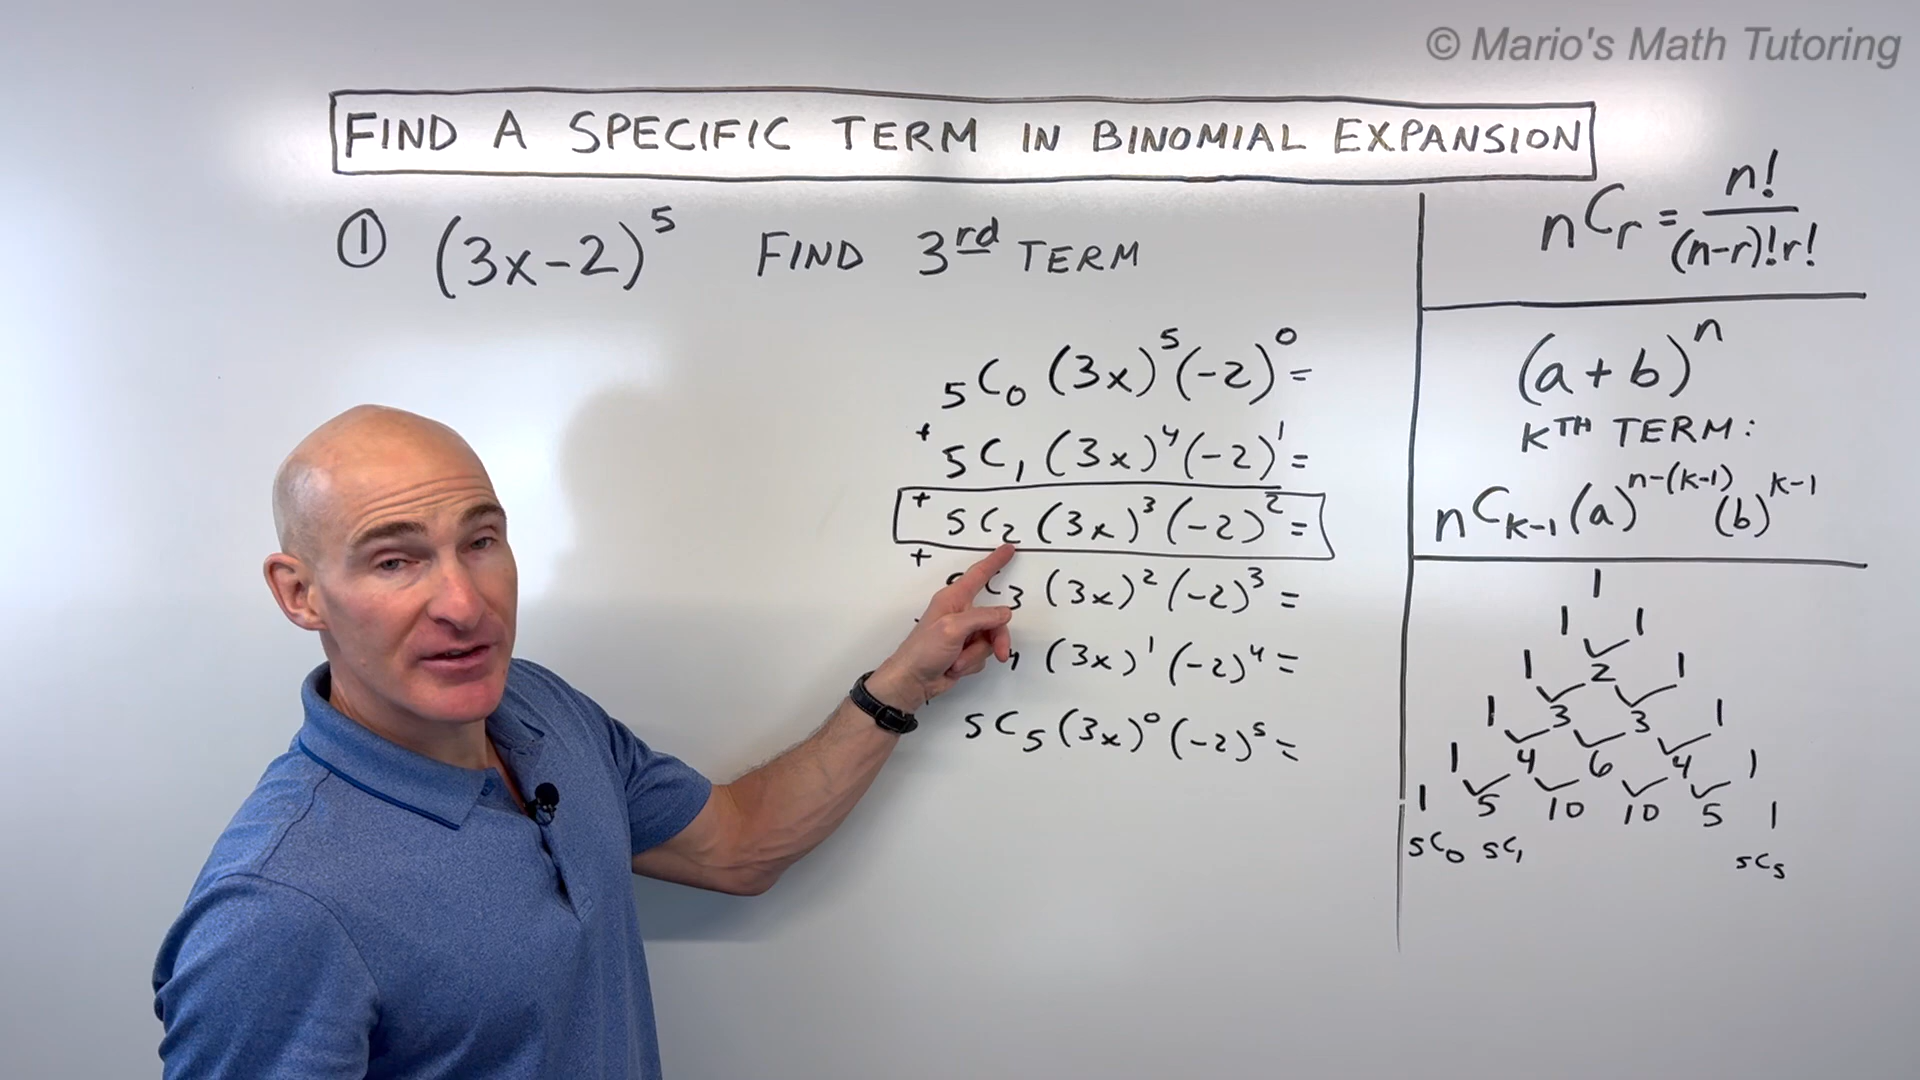 © Mario's Math Tutoring
FIND A SPECIFIC TERM IN BINOMIAL EXPANSION
① (3x-2)⁵ FIND 3rd TERM
₅C₀ (3x)⁵(-2)⁰=
+ ₅C₁ (3x)⁴(-2)¹=
+ ₅C₂ (3x)³(-2)²=
+ C₃ (3x)²(-2)³=
₄ (3x)¹(-2)⁴=
₅C₅ (3x)⁰(-2)⁵=
nCr = n!/(n-r)!r!
(a+b)ⁿ
KTH TERM:
nCₖ₋₁(a)ⁿ⁻⁽ᵏ⁻¹⁾(b)ᵏ⁻¹
1
1 1
1 2 1
1 3 3 1
1 4 6 4 1
1 5 10 10 5 1
₅C₀ ₅C₁ ₅C₅